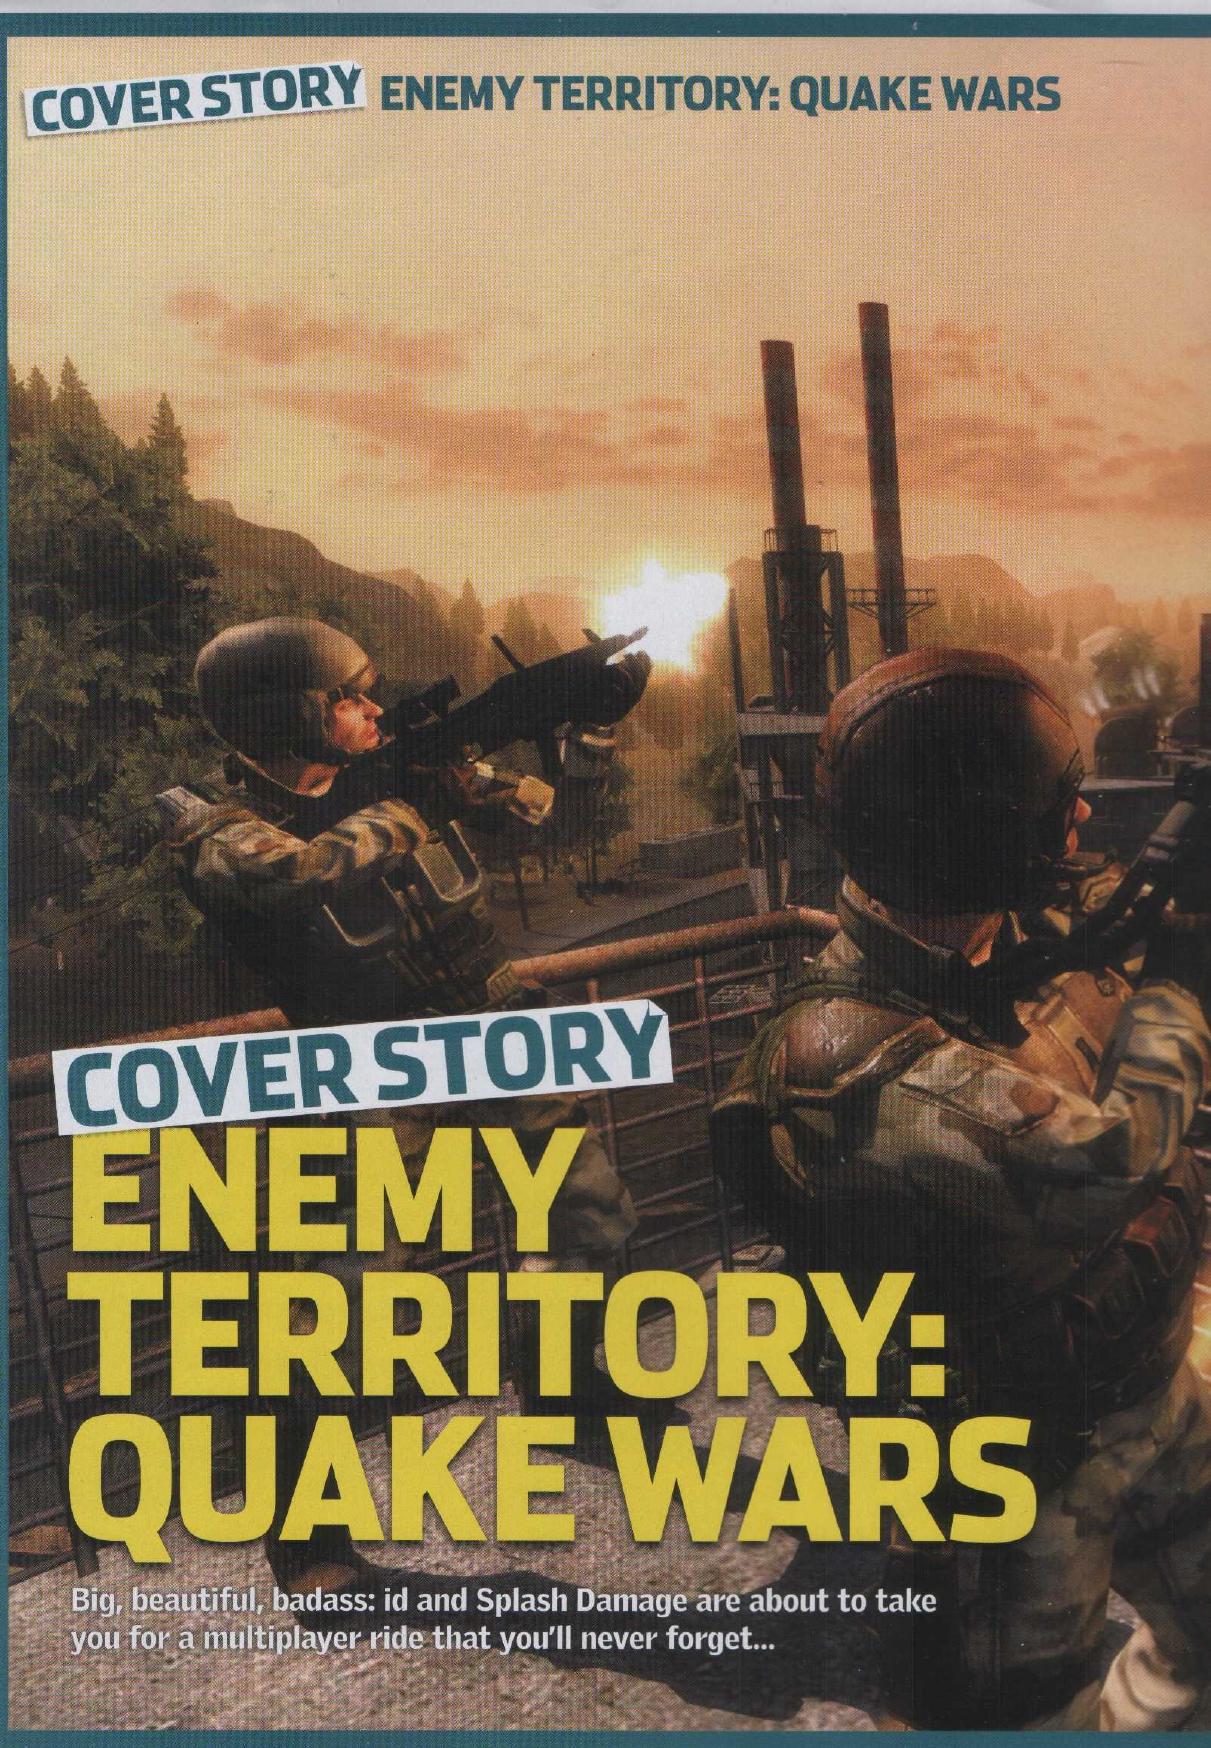 COVER STORY ENEMY TERRITORY: QUAKE WARS
COVER STORY
ENEMY
TERRITORY:
QUAKE WARS
Big, beautiful, badass: id and Splash Damage are about to take
you for a multiplayer ride that you'll never forget...